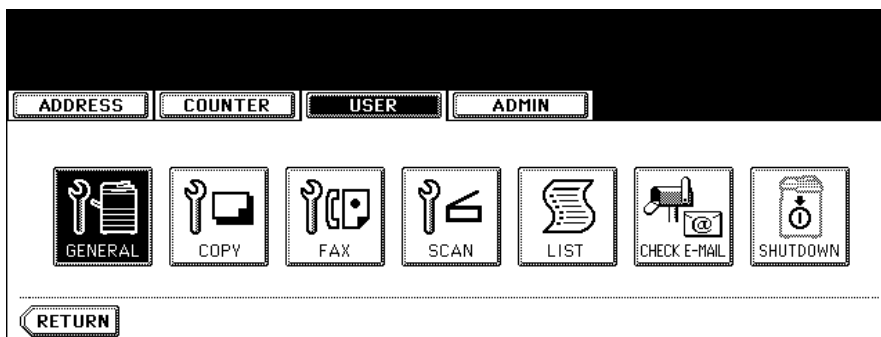 ADDRESS COUNTER USER ADMIN
GENERAL COPY FAX SCAN LIST CHECK E-MAIL SHUTDOWN
RETURN